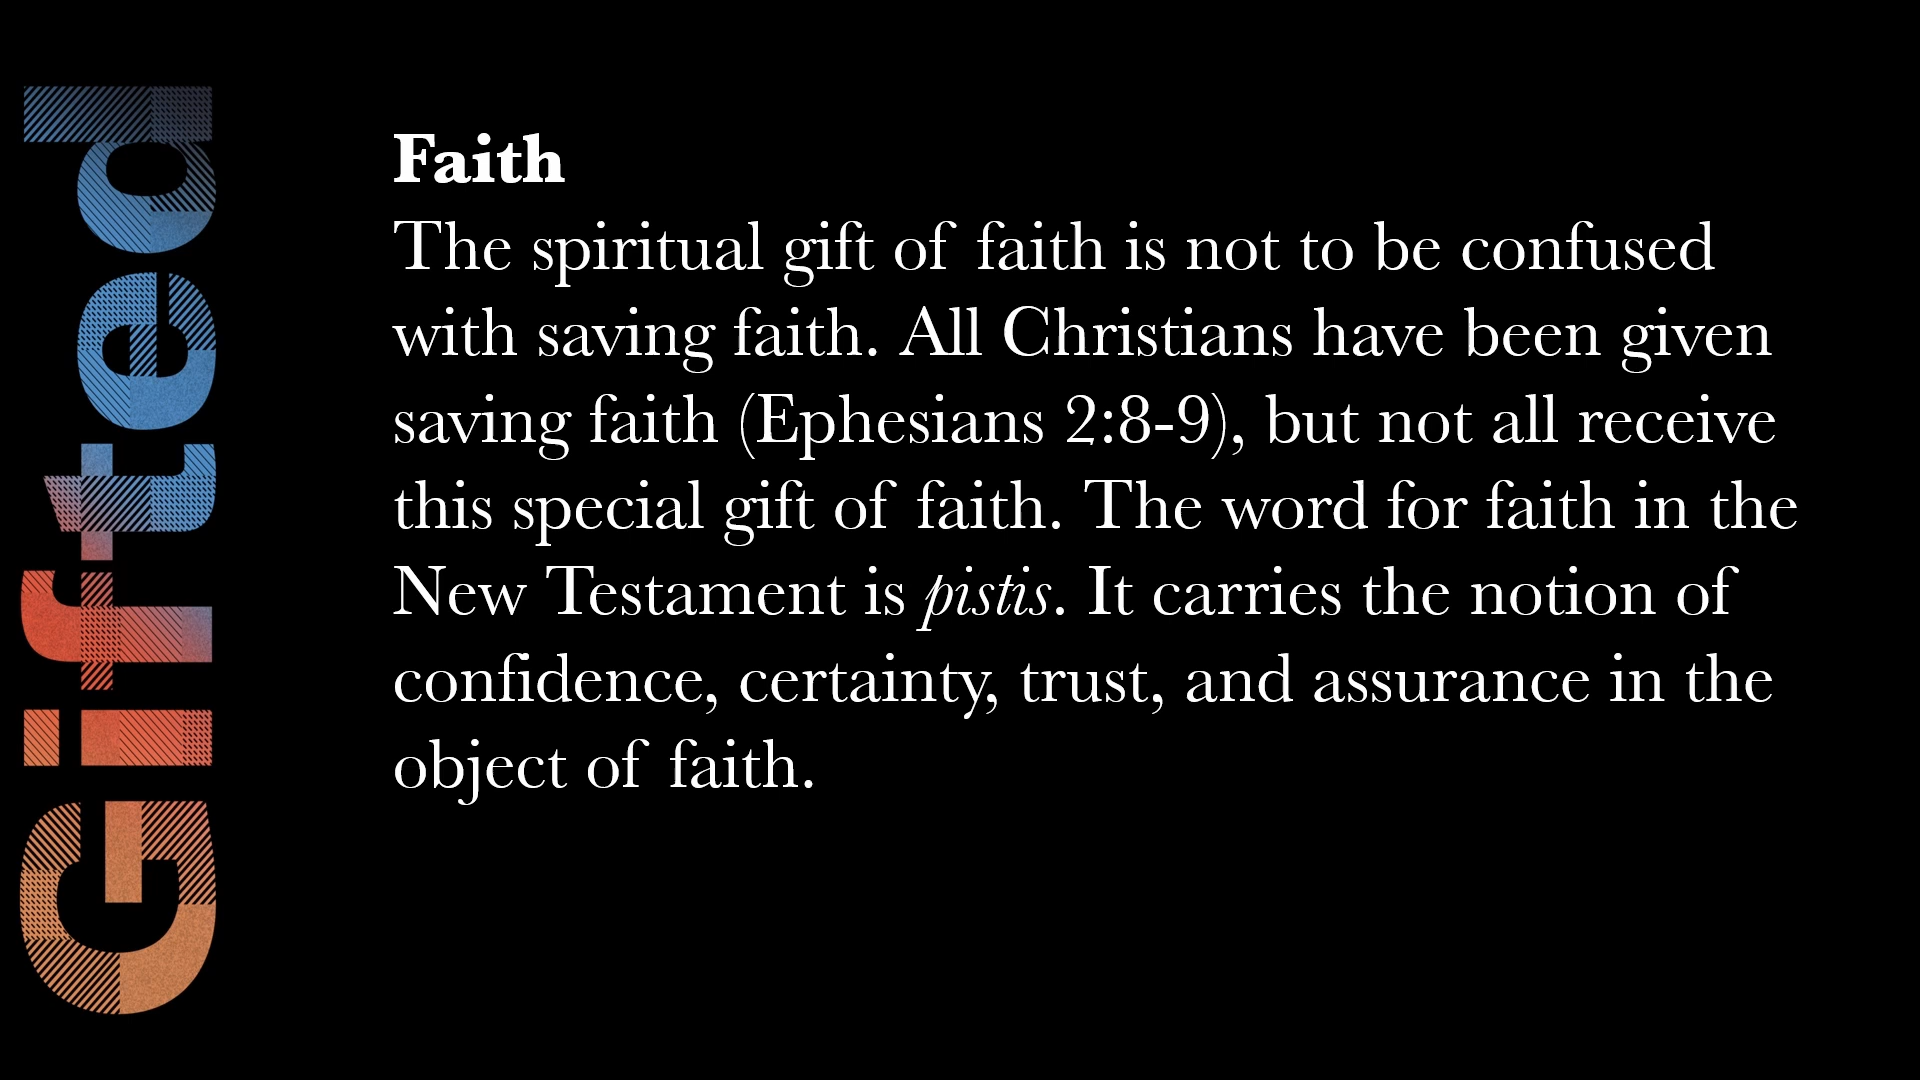 Gifted
Faith
The spiritual gift of faith is not to be confused
with saving faith. All Christians have been given
saving faith (Ephesians 2:8-9), but not all receive
this special gift of faith. The word for faith in the
New Testament is pistis. It carries the notion of
confidence, certainty, trust, and assurance in the
object of faith.